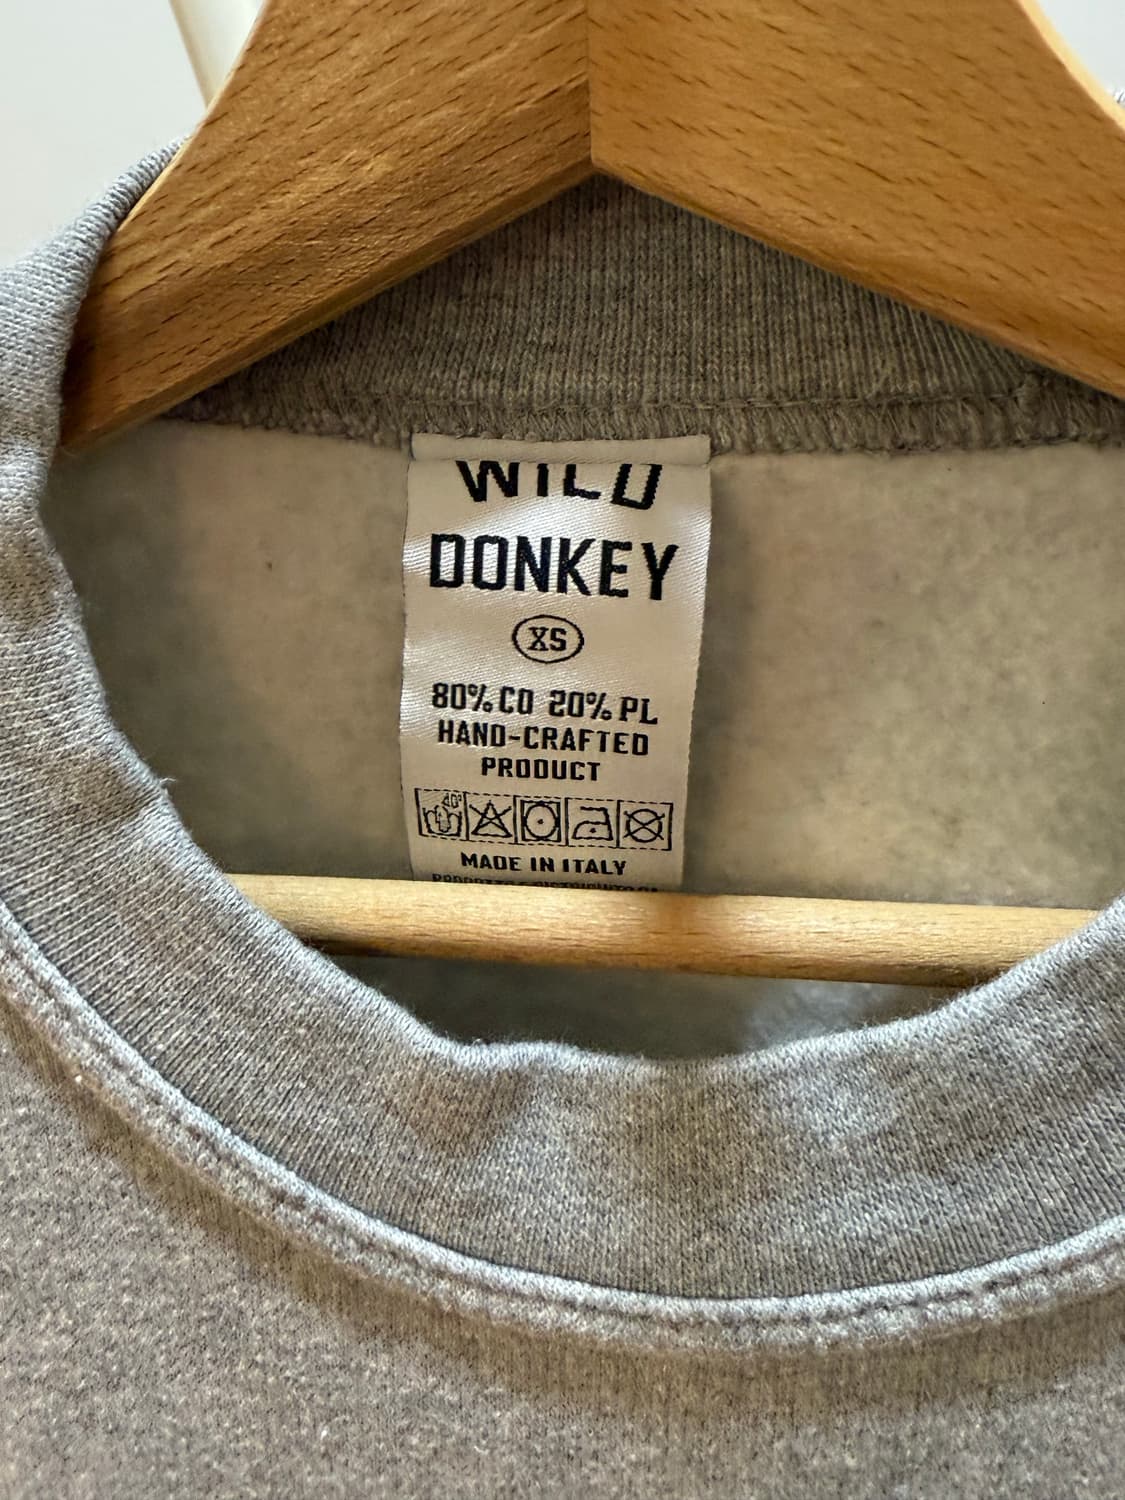 WILD
DONKEY
XS
80% CO 20% PL
HAND-CRAFTED
PRODUCT
40°
MADE IN ITALY